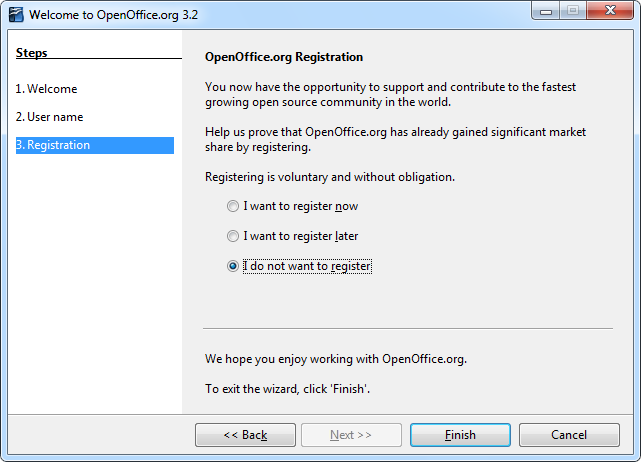 Welcome to OpenOffice.org 3.2
Steps
1. Welcome
2. User name
3. Registration
OpenOffice.org Registration
You now have the opportunity to support and contribute to the fastest
growing open source community in the world.
Help us prove that OpenOffice.org has already gained significant market
share by registering.
Registering is voluntary and without obligation.
I want to register now
I want to register later
I do not want to register
We hope you enjoy working with OpenOffice.org.
To exit the wizard, click 'Finish'.
<< Back
Next >>
Finish
Cancel